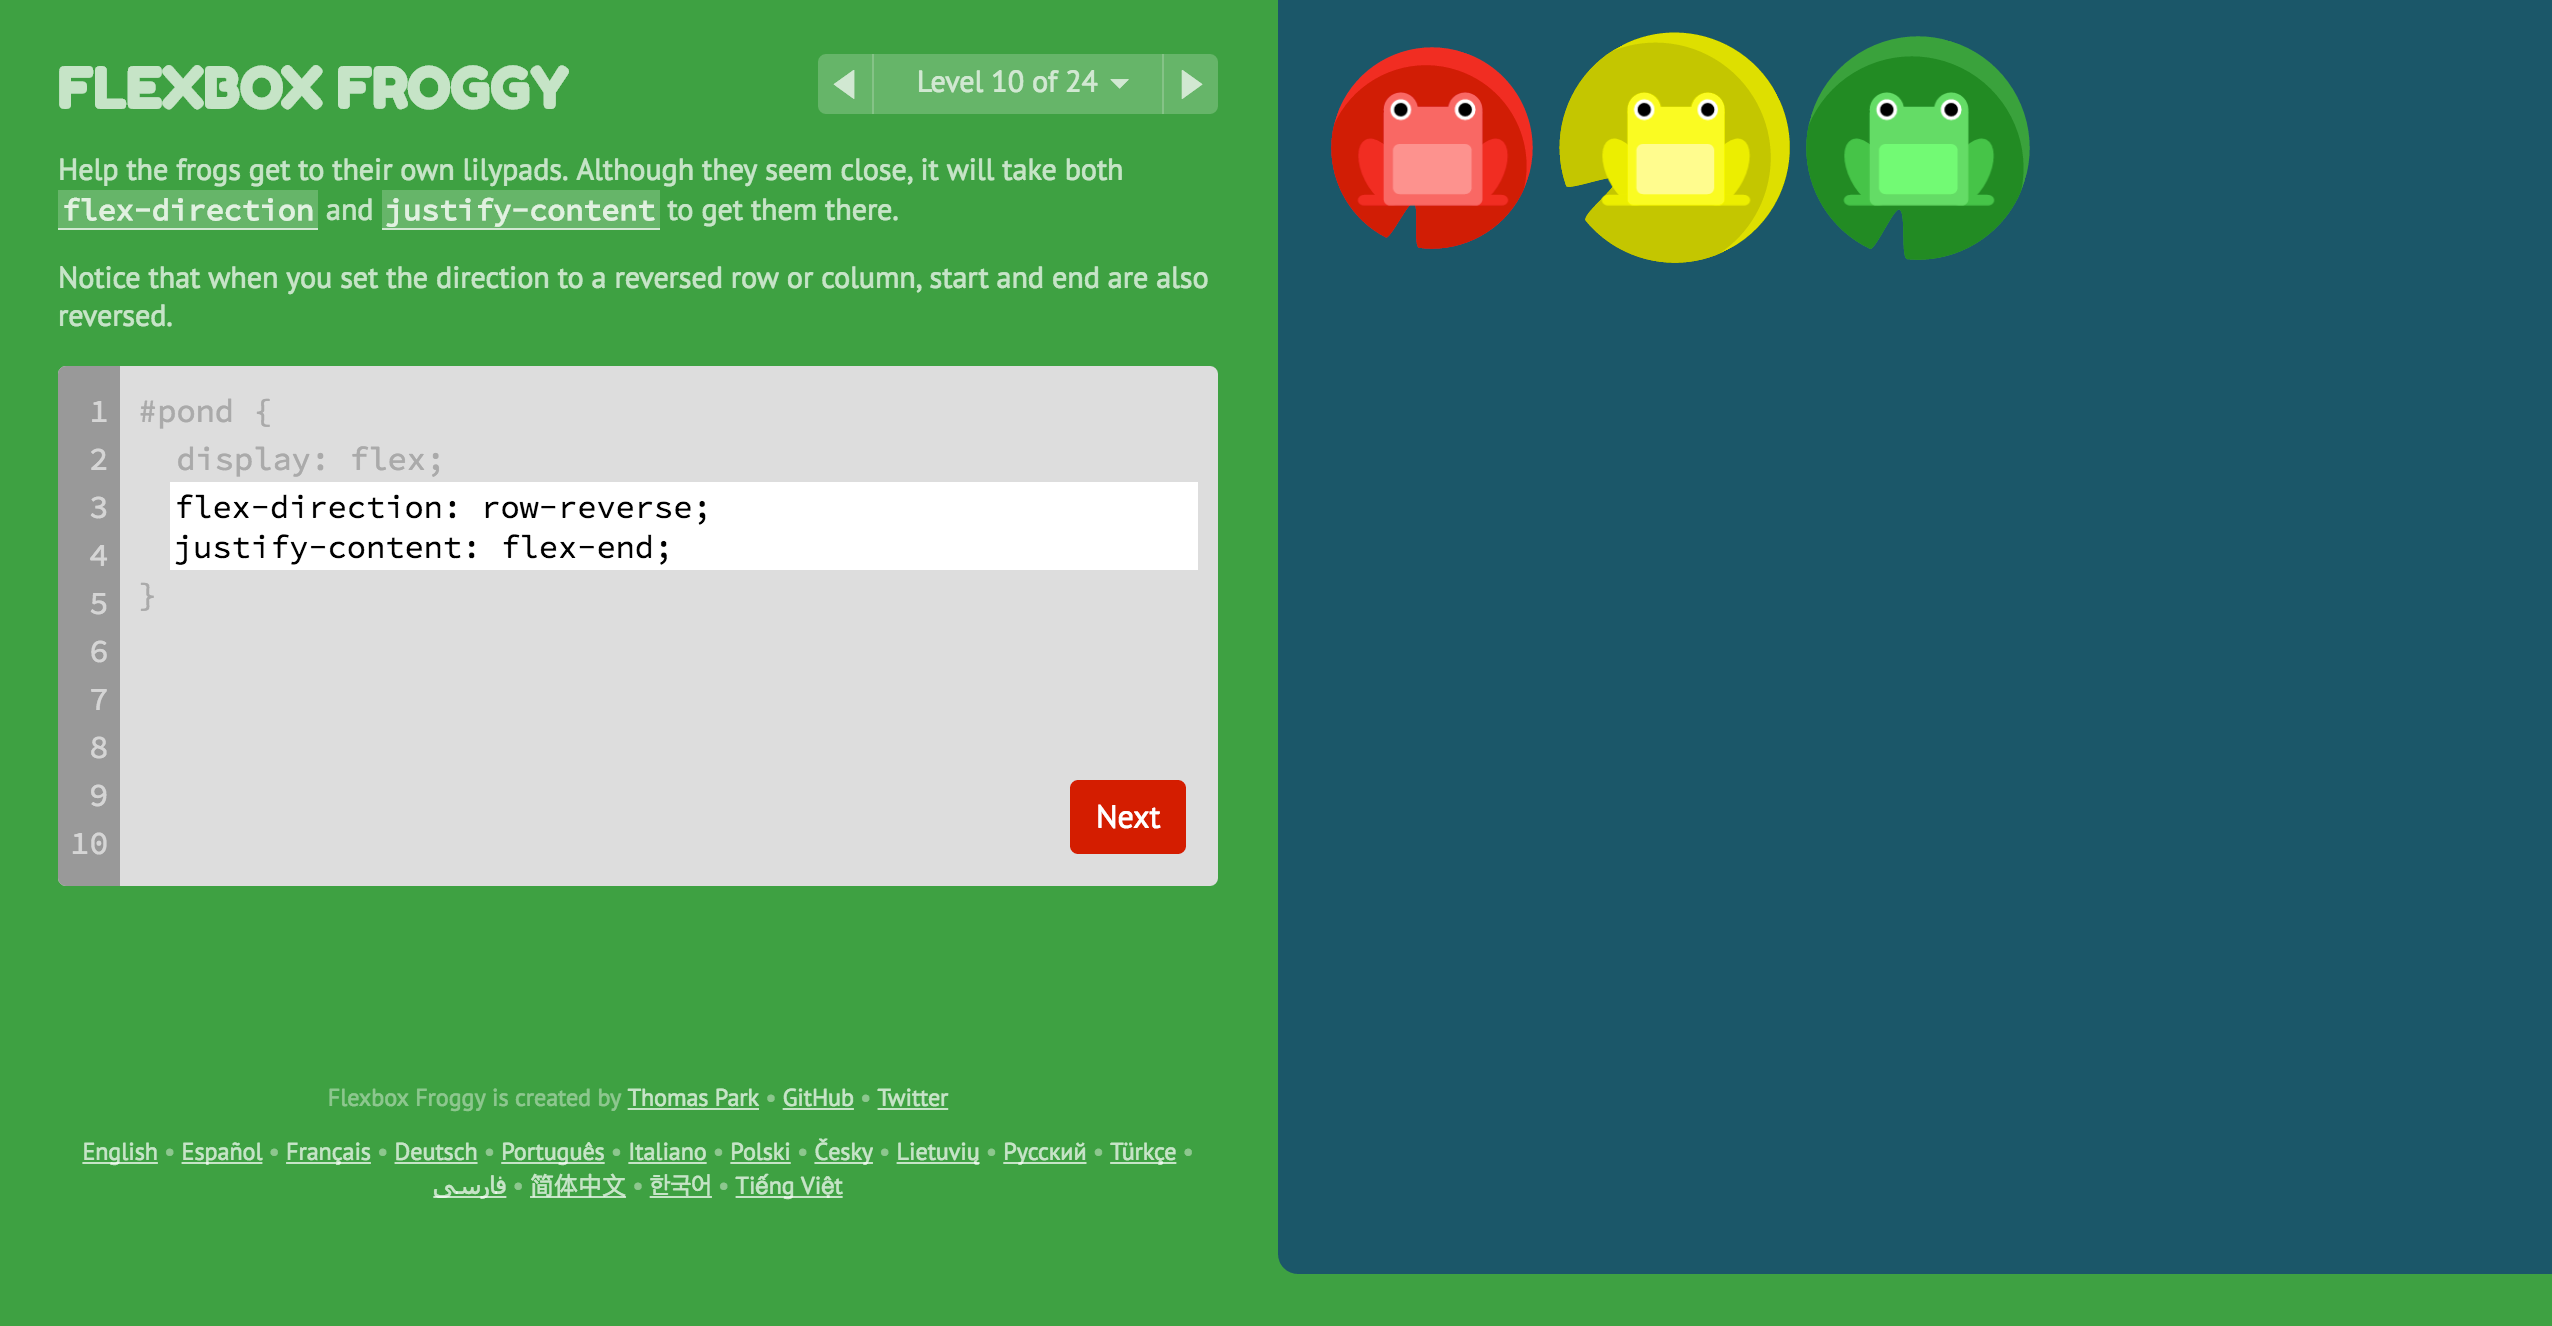 FLEXBOX FROGGY
Level 10 of 24
Help the frogs get to their own lilypads. Although they seem close, it will take both
flex-direction and justify-content to get them there.
Notice that when you set the direction to a reversed row or column, start and end are also
reversed.
1 #pond {
2 display: flex;
3 flex-direction: row-reverse;
4 justify-content: flex-end;
5 }
6
7
8
9
10
Next
Flexbox Froggy is created by Thomas Park • GitHub • Twitter
English • Español • Français • Deutsch • Português • Italiano • Polski • Česky • Lietuvių • Русский • Türkçe •
فارسی • 简体中文 • 한국어 • Tiếng Việt